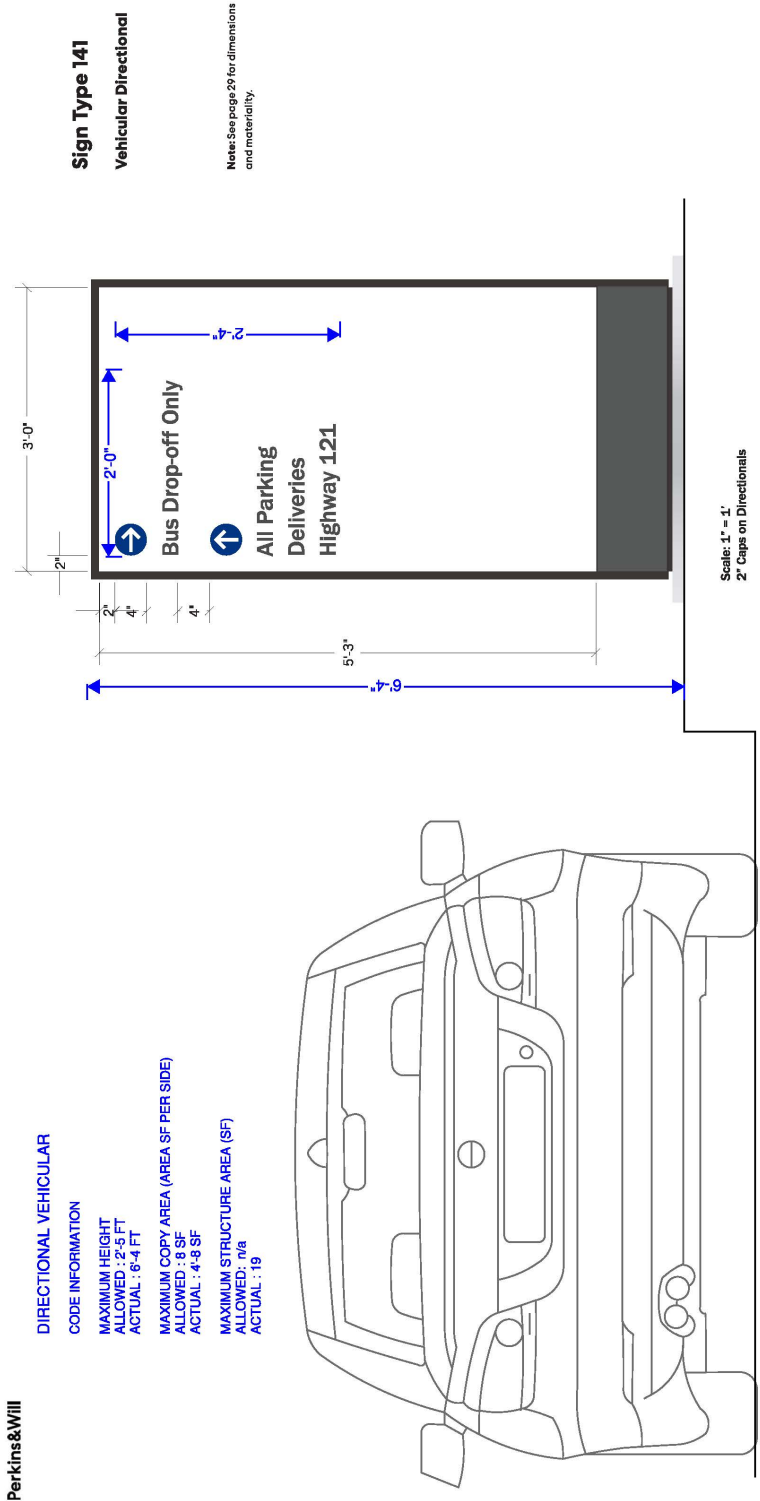 Perkins&Will
DIRECTIONAL VEHICULAR
CODE INFORMATION
MAXIMUM HEIGHT
ALLOWED : 2'-5 FT
ACTUAL : 6'-4 FT
MAXIMUM COPY AREA (AREA SF PER SIDE)
ALLOWED : 8 SF
ACTUAL : 4'-8 SF
MAXIMUM STRUCTURE AREA (SF)
ALLOWED: n/a
ACTUAL : 19
Sign Type 141
Vehicular Directional
Note: See page 29 for dimensions
and materiality.
3'-0"
2"
2'-0"
2"
4"
4"
5'-3"
6'-4"
2'-4"
Bus Drop-off Only
All Parking
Deliveries
Highway 121
Scale: 1" = 1'
2" Caps on Directionals